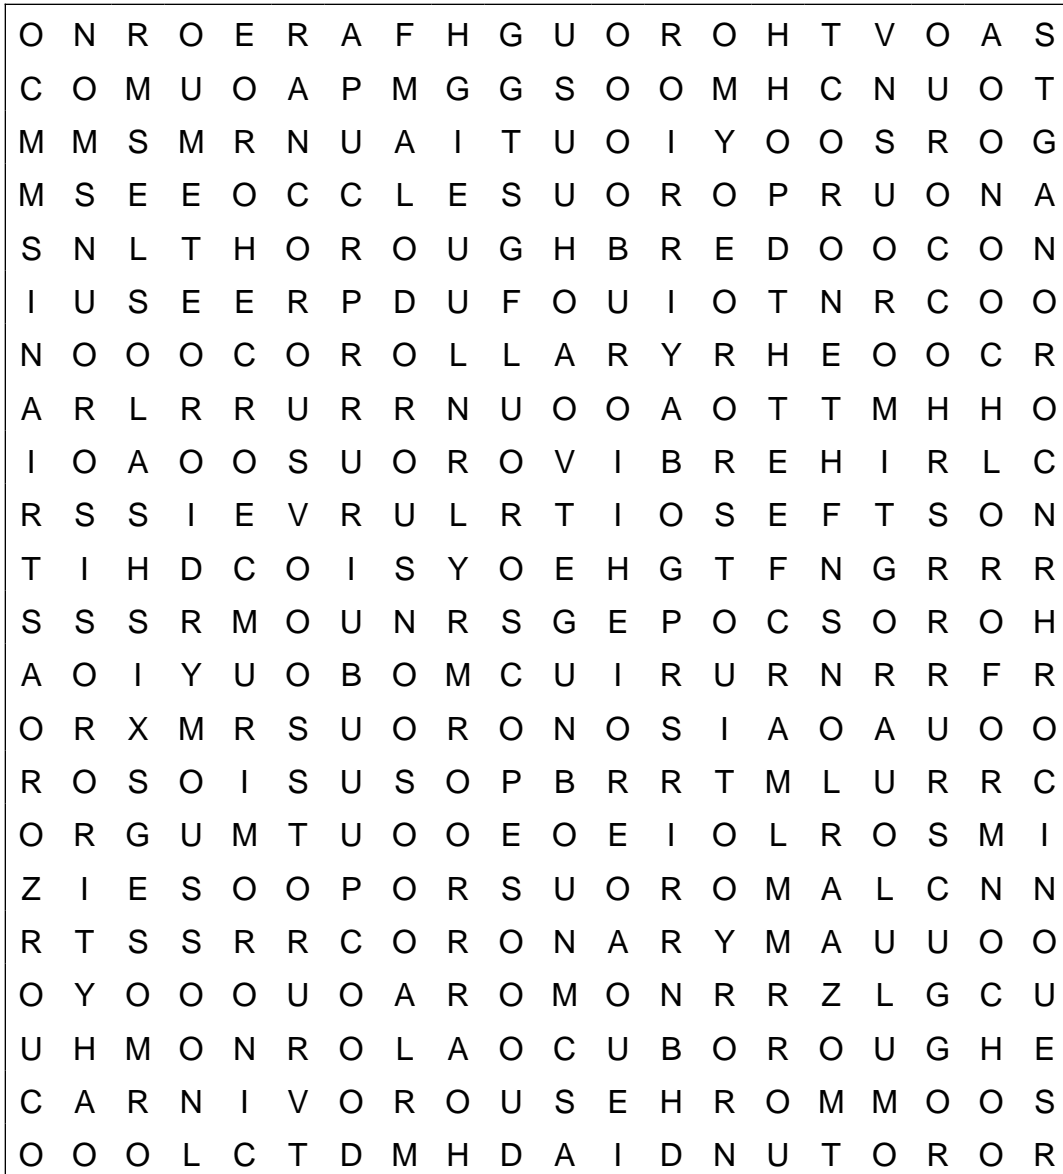 O N R O E R A F H G U O R O H T V O A S
C O M U O A P M G G S O O M H C N U O T
M M S M R N U A I T U O I Y O O S R O G
M S E E O C C L E S U O R O P R U O N A
S N L T H O R O U G H B R E D O O C O N
I U S E E R P D U F O U I O T N R C O O
N O O O C O R O L L A R Y R H E O O C R
A R L R R U R R N U O O A O T T M H H O
I O A O O S U O R O V I B R E H I R L C
R S S I E V R U L R T I O S E F T S O N
T I H D C O I S Y O E H G T F N G R R R
S S S R M O U N R S G E P O C S O R O H
A O I Y U O B O M C U I R U R N R R F R
O R X M R S U O R O N O S I A O A U O O
R O S O I S U S O P B R R T M L U R R C
O R G U M T U O O E O E I O L R O S M I
Z I E S O O P O R S U O R O M A L C N N
R T S S R R C O R O N A R Y M A U U O O
O Y O O O U O A R O M O N R R Z L G C U
U H M O N R O L A O C U B O R O U G H E
C A R N I V O R O U S E H R O M M O O S
O O O L C T D M H D A I D N U T O R O R